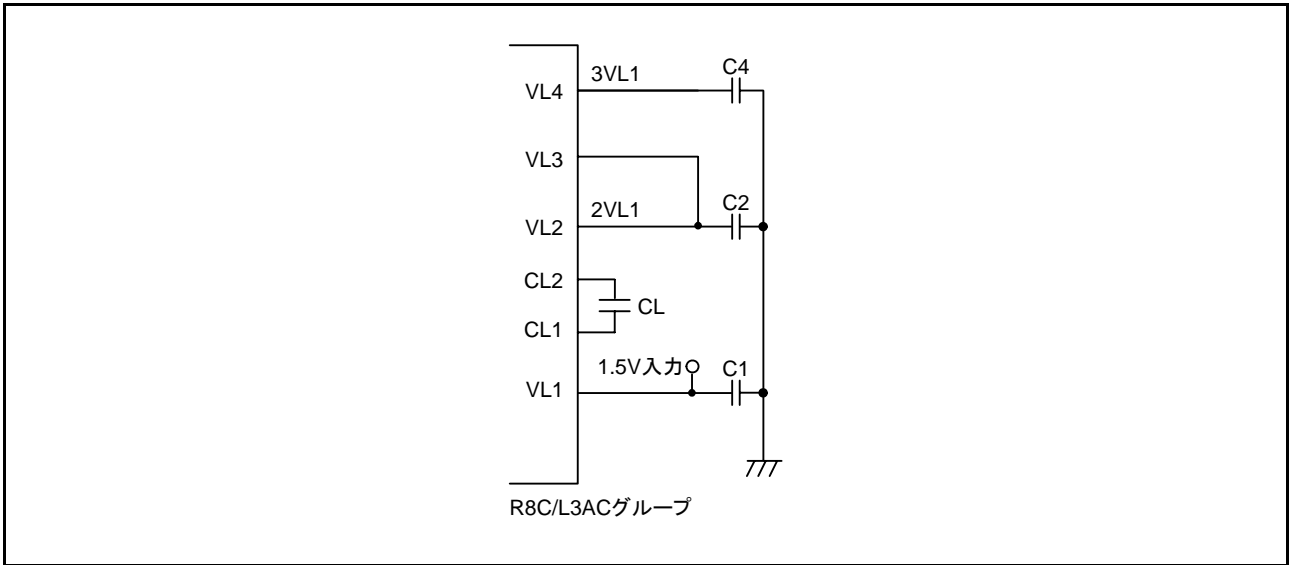 3VL1
C4
VL4
VL3
2VL1
C2
VL2
CL2
CL
CL1
1.5V入力
C1
VL1
R8C/L3ACグループ